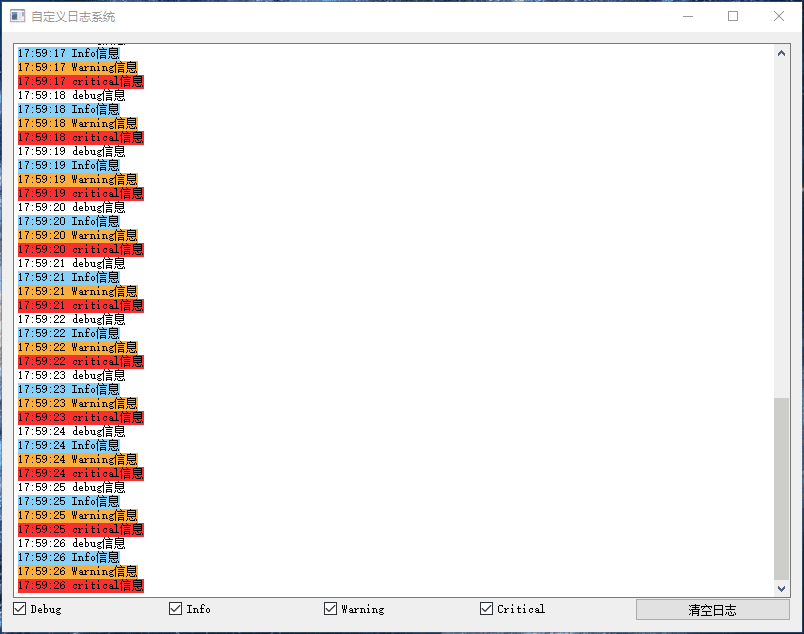 自定义日志系统
17:59:17 Info信息
17:59:17 Warning信息
17:59:17 critical信息
17:59:18 debug信息
17:59:18 Info信息
17:59:18 Warning信息
17:59:18 critical信息
17:59:19 debug信息
17:59:19 Info信息
17:59:19 Warning信息
17:59:19 critical信息
17:59:20 debug信息
17:59:20 Info信息
17:59:20 Warning信息
17:59:20 critical信息
17:59:21 debug信息
17:59:21 Info信息
17:59:21 Warning信息
17:59:21 critical信息
17:59:22 debug信息
17:59:22 Info信息
17:59:22 Warning信息
17:59:22 critical信息
17:59:23 debug信息
17:59:23 Info信息
17:59:23 Warning信息
17:59:23 critical信息
17:59:24 debug信息
17:59:24 Info信息
17:59:24 Warning信息
17:59:24 critical信息
17:59:25 debug信息
17:59:25 Info信息
17:59:25 Warning信息
17:59:25 critical信息
17:59:26 debug信息
17:59:26 Info信息
17:59:26 Warning信息
17:59:26 critical信息
Debug Info Warning Critical 清空日志